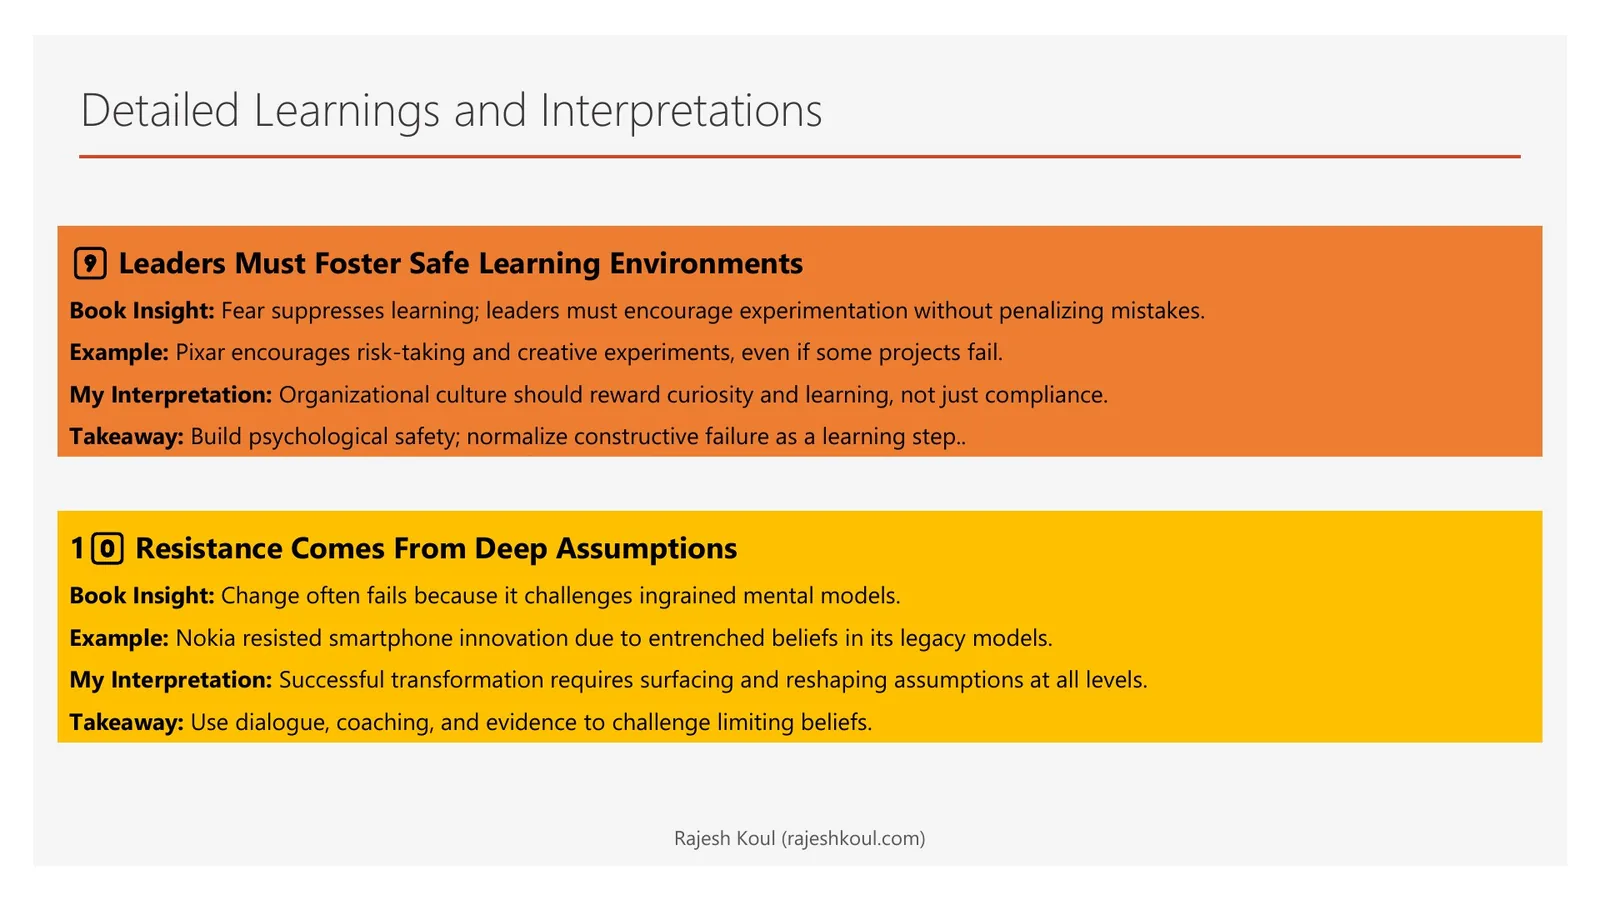 Detailed Learnings and Interpretations
9️⃣ Leaders Must Foster Safe Learning Environments
Book Insight: Fear suppresses learning; leaders must encourage experimentation without penalizing mistakes.
Example: Pixar encourages risk-taking and creative experiments, even if some projects fail.
My Interpretation: Organizational culture should reward curiosity and learning, not just compliance.
Takeaway: Build psychological safety; normalize constructive failure as a learning step..
10️⃣ Resistance Comes From Deep Assumptions
Book Insight: Change often fails because it challenges ingrained mental models.
Example: Nokia resisted smartphone innovation due to entrenched beliefs in its legacy models.
My Interpretation: Successful transformation requires surfacing and reshaping assumptions at all levels.
Takeaway: Use dialogue, coaching, and evidence to challenge limiting beliefs.
Rajesh Koul (rajeshkoul.com)